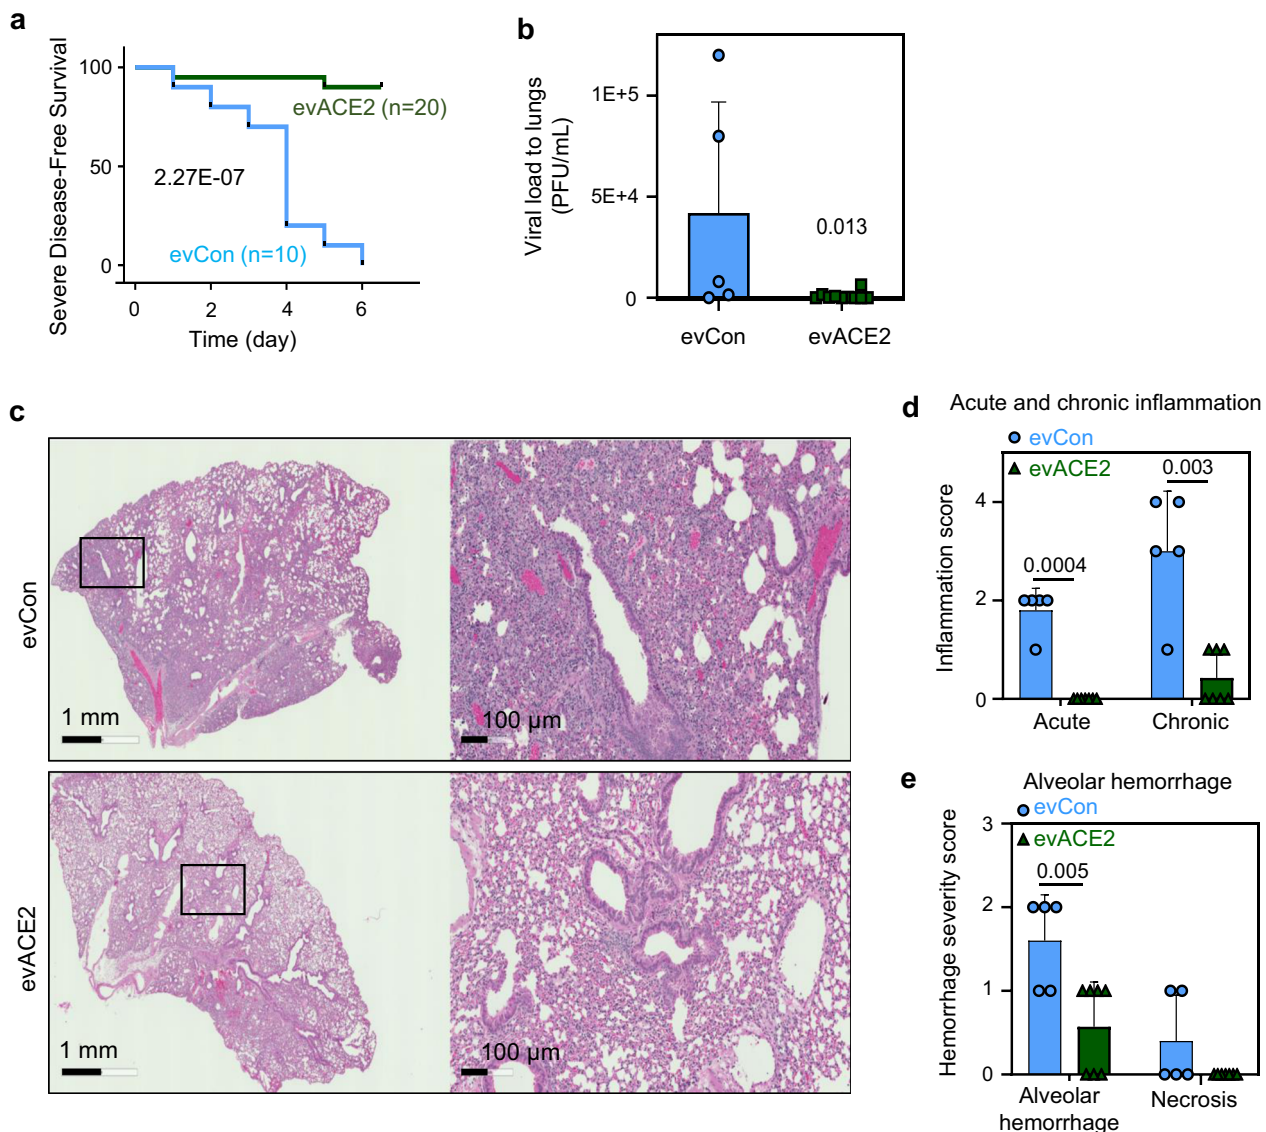 a
Severe Disease-Free Survival
100
50
0
evACE2 (n=20)
2.27E-07
evCon (n=10)
0 2 4 6
Time (day)
b
Viral load to lungs
(PFU/mL)
1E+5
5E+4
0
0.013
evCon evACE2
c
evCon
1 mm
100 µm
evACE2
1 mm
100 µm
d
Acute and chronic inflammation
evCon
evACE2
Inflammation score
4
2
0
0.0004
0.003
Acute Chronic
e
Alveolar hemorrhage
evCon
evACE2
Hemorrhage severity score
3
2
1
0
0.005
Alveolar
hemorrhage
Necrosis